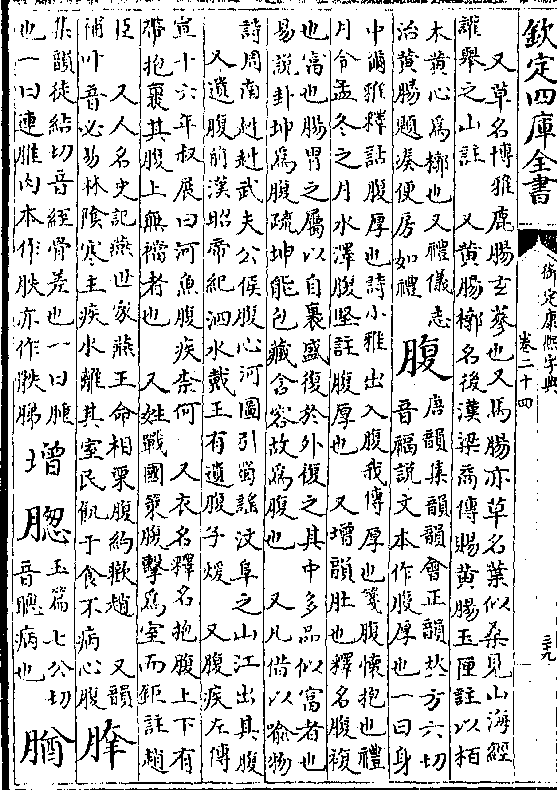 欽定四庫全書
御定康熙字典
卷二十四
三九
又草名博雅鹿腸玄參也又馬腸亦草名葉似桑見山海經
讙舉之山註 又黃腸槨名後漢梁商傳賜黃腸玉匣註以栢
木黃心為槨也又禮儀志
治黃腸題湊便房如禮
腹
唐韻集韻韻會正韻𠀤方六切
音福說文本作腹厚也一曰身
中爾雅釋詁腹厚也詩小雅出入腹我傳厚也箋腹懷抱也禮
月令孟冬之月水澤腹堅註腹厚也 又增韻肚也釋名腹複
也富也腸胃之屬以自裹盛復於外復之其中多品似富者也
易說卦坤為腹疏坤能包藏含容故為腹也 又凡借以喻物
詩周南赳赳武夫公侯腹心河圖引蜀謠汶阜之山江出其腹
又遺腹前漢昭帝紀泗水戴王有遺腹子煖 又腹疾左傳
宣十六年叔展曰河魚腹疾柰何 又衣名釋名抱腹上下有
帶抱裹其腹上無襠者也 又姓戰國策腹擊為室而鉅註趙
臣 又人名史記燕世家燕王命相栗腹約歡趙 又韻
補叶音必易林陰寒主疾水離其室民飢于食不病心腹
䏲
集韻徒結切音絰骨差也一曰腫
也一曰連脽肉本作胅亦作䠟䏲
增
腮
玉篇七公切
音聰病也
䐗